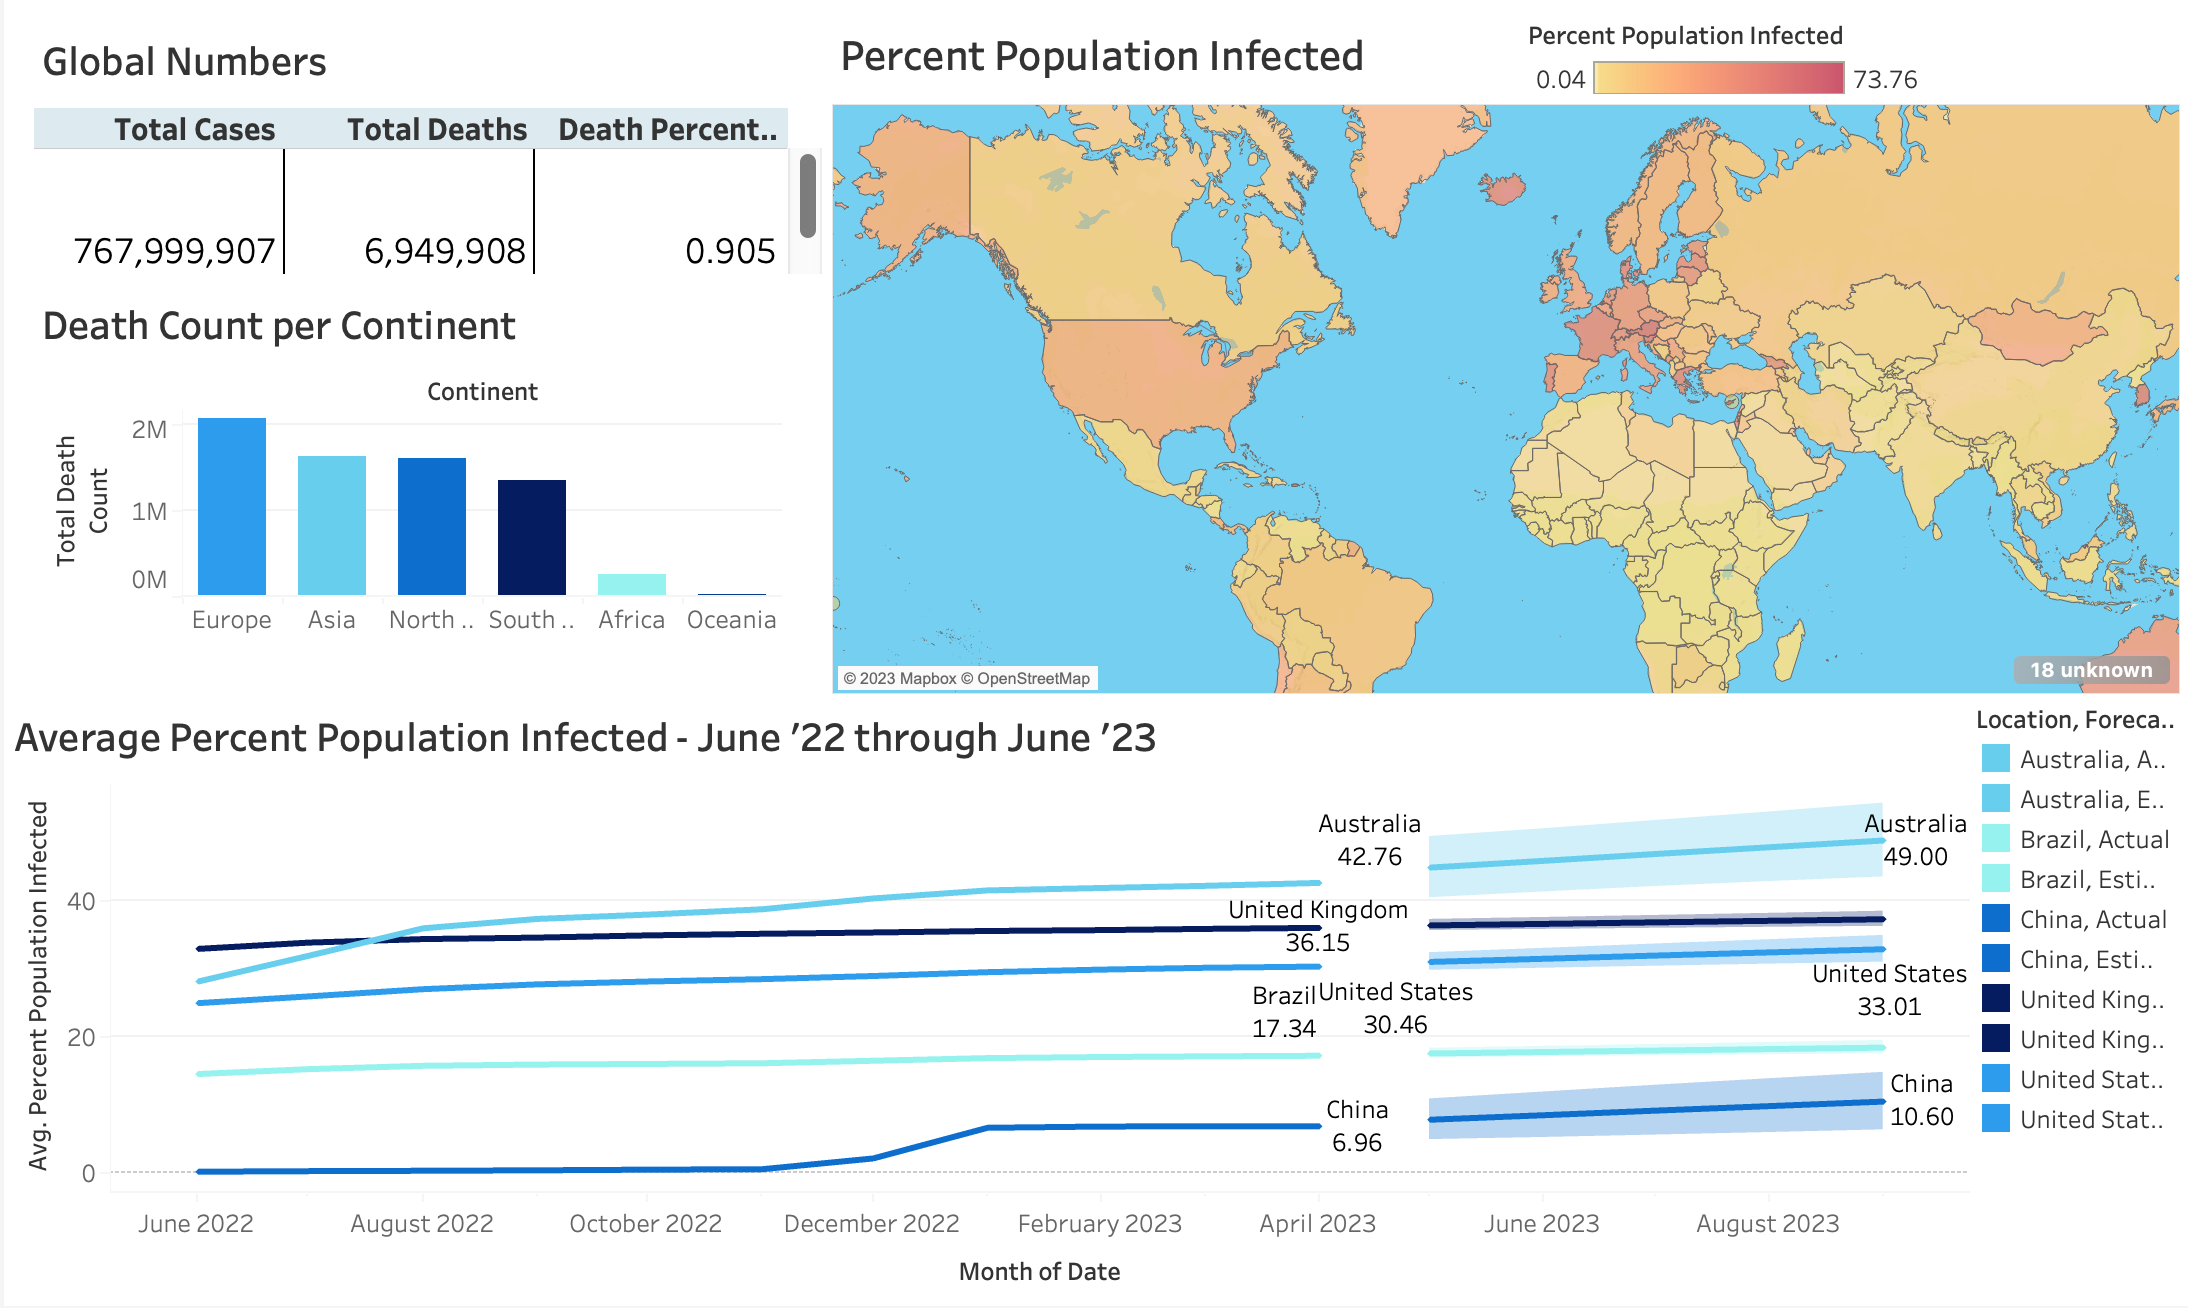 Global Numbers
Total Cases Total Deaths Death Percent..
767,999,907 6,949,908 0.905
Death Count per Continent
Continent
Total Death
Count
2M
1M
0M
Europe Asia North .. South .. Africa Oceania
Percent Population Infected
Percent Population Infected
0.04 73.76
© 2023 Mapbox © OpenStreetMap
18 unknown
Average Percent Population Infected - June ’22 through June ’23
Avg. Percent Population Infected
40
20
0
Australia
42.76
Australia
49.00
United Kingdom
36.15
Brazil
17.34
United States
30.46
United States
33.01
China
6.96
China
10.60
June 2022 August 2022 October 2022 December 2022 February 2023 April 2023 June 2023 August 2023
Month of Date
Location, Foreca..
Australia, A..
Australia, E..
Brazil, Actual
Brazil, Esti..
China, Actual
China, Esti..
United King..
United King..
United Stat..
United Stat..